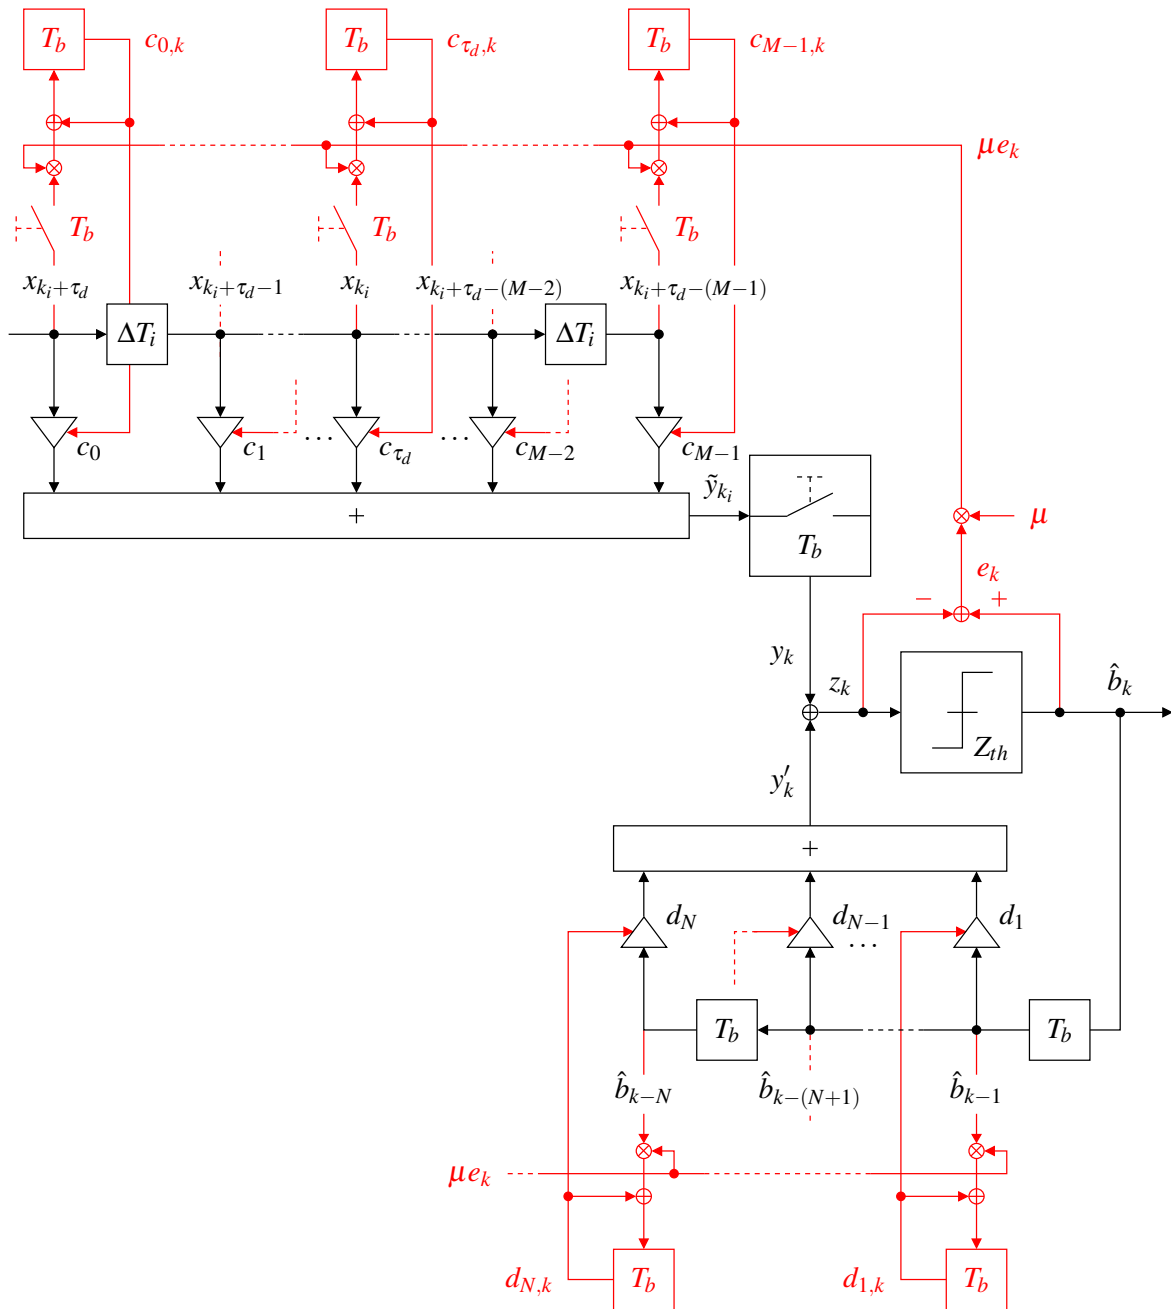 T_b c_{0,k} T_b c_{τ_d,k} T_b c_{M−1,k}
μe_k
T_b T_b T_b
x_{k_i+τ_d} x_{k_i+τ_d−1} x_{k_i} x_{k_i+τ_d−(M−2)} x_{k_i+τ_d−(M−1)}
ΔT_i ΔT_i
c_0 c_1 ... c_{τ_d} ... c_{M−2} c_{M−1}
+ ỹ_{k_i}
T_b μ
e_k
− +
y_k z_k b̂_k
Z_{th}
y′_k
+
d_N d_{N−1} ... d_1
T_b T_b
b̂_{k−N} b̂_{k−(N+1)} b̂_{k−1}
μe_k
d_{N,k} T_b d_{1,k} T_b